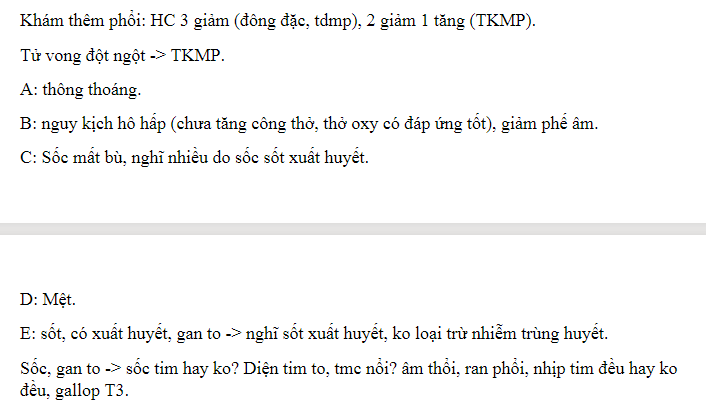 Khám thêm phổi: HC 3 giảm (đông đặc, tdmp), 2 giảm 1 tăng (TKMP).
Tử vong đột ngột -> TKMP.
A: thông thoáng.
B: nguy kịch hô hấp (chưa tăng công thở, thở oxy có đáp ứng tốt), giảm phế âm.
C: Sốc mất bù, nghĩ nhiều do sốc sốt xuất huyết.
D: Mệt.
E: sốt, có xuất huyết, gan to -> nghĩ sốt xuất huyết, ko loại trừ nhiễm trùng huyết.
Sốc, gan to -> sốc tim hay ko? Diện tim to, tmc nổi? âm thổi, ran phổi, nhịp tim đều hay ko
đều, gallop T3.